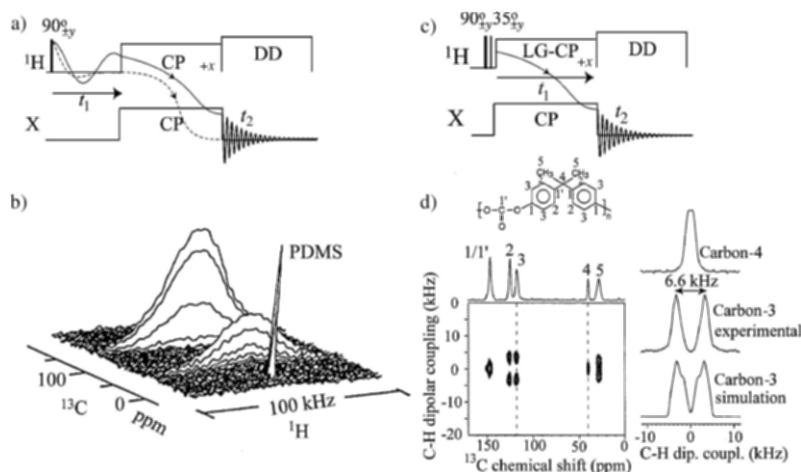 a)
90°±y
¹H
CP
+x
DD
t₁
X
CP
t₂
b)
PDMS
100
0
¹³C
ppm
100 kHz
¹H
c)
90°±y 35°±y
¹H
LG-CP
+x
DD
t₁
X
CP
t₂
d)
5 4 5
CH₃ CH₃
3 2 1' 2 3
1' O 1 1 n
[ O C O ]
O 3 2 2 3
1/1' 2 3 4 5
C-H dipolar coupling (kHz)
0
10
0
-10
-20
150 100 50 0
¹³C chemical shift (ppm)
Carbon-4
6.6 kHz
Carbon-3
experimental
Carbon-3
simulation
-10 0 10
C-H dip. coupl. (kHz)